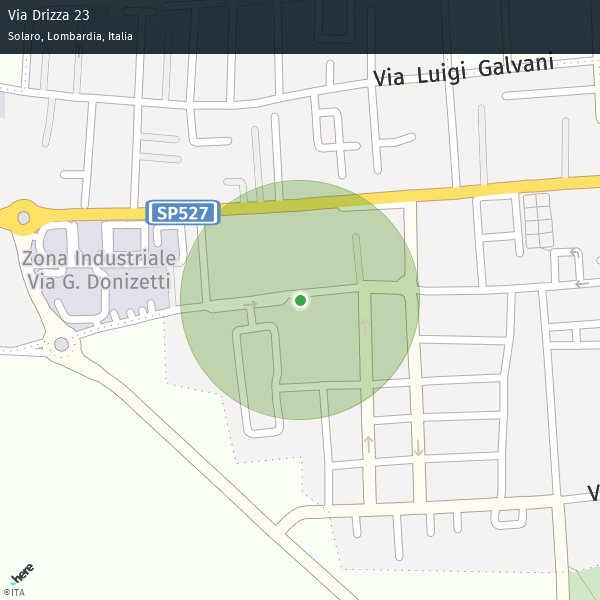 Via Drizza 23
Solaro, Lombardia, Italia
Via Luigi Galvani
SP527
Zona Industriale
Via G. Donizetti
V
here
©ITA